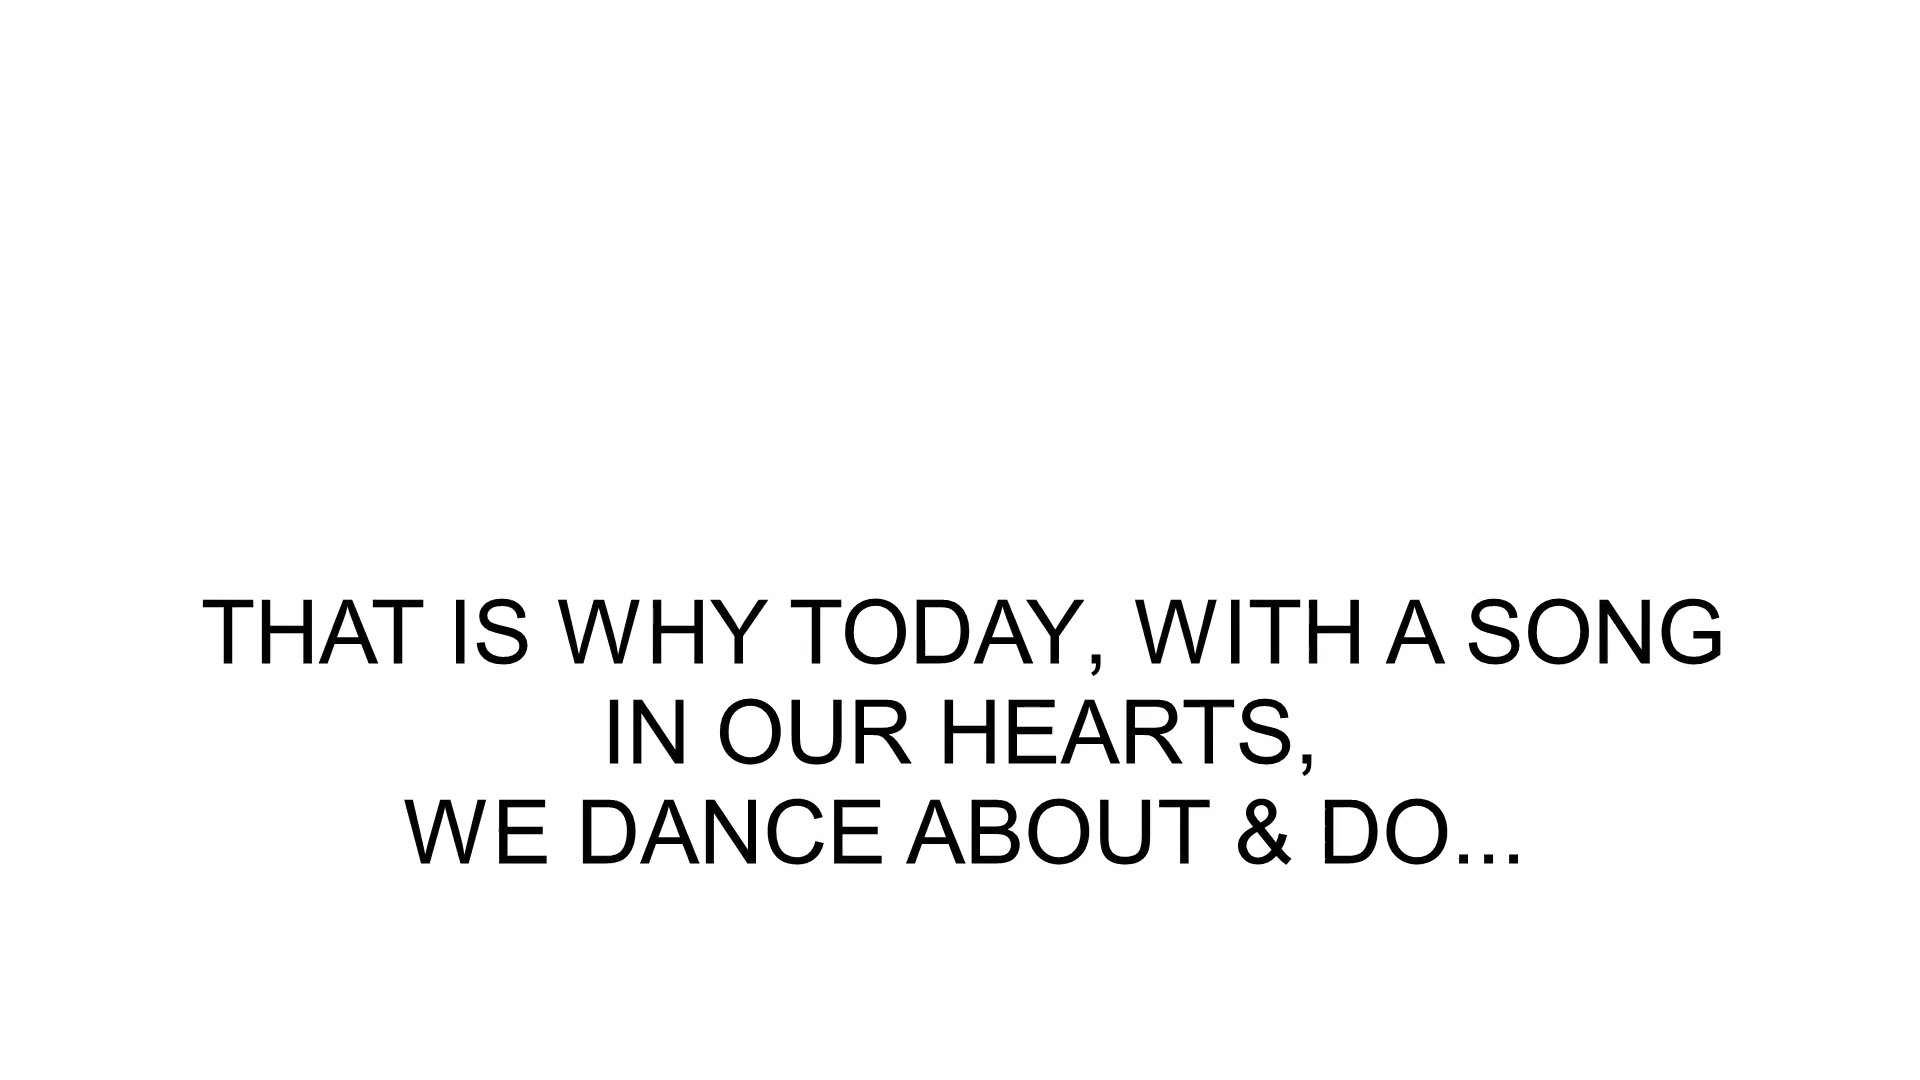 THAT IS WHY TODAY, WITH A SONG
IN OUR HEARTS,
WE DANCE ABOUT & DO...